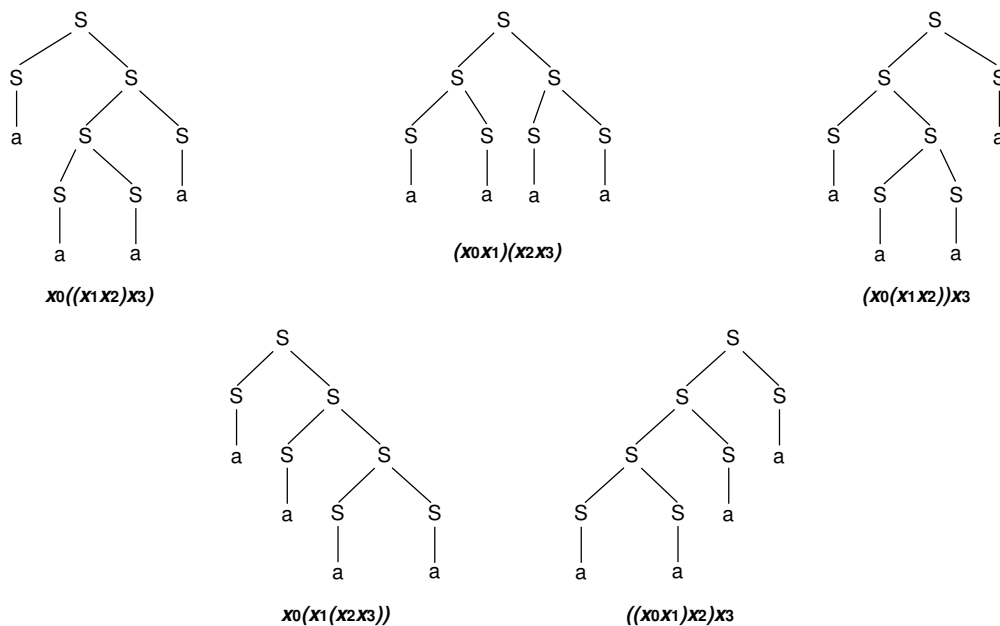 S S S
S S S S S S
a S S S S S S S S
S S a a a a a a S S
a a (x0x1)(x2x3) a a
x0((x1x2)x3) (x0(x1x2))x3
S S
S S S S
a S S S S a
a S S S S a
a a a a
x0(x1(x2x3)) ((x0x1)x2)x3